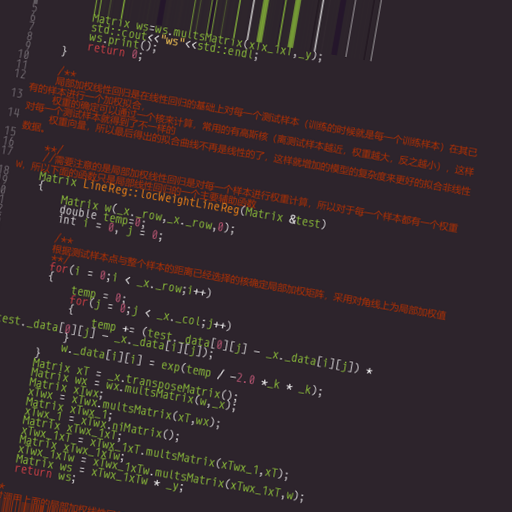 Matrix ws=ws.multsMatrix(x1x_1x1,_y);
std::cout<<"ws"<<std::endl;
ws.print();
return 0;
}
/**
局部加权线性回归是在线性回归的基础上对每一个测试样本（训练的时候就是每一个训练样本）在其已
有的样本进行一个加权拟合，
权重的确定可以通过一个核来计算，常用的有高斯核（离测试样本越近，权重越大，反之越小），这样
对每一个测试样本就得到了不一样的
权重向量，所以最后得出的拟合曲线不再是线性的了，这样就增加的模型的复杂度来更好的拟合非线性
数据。
**/
//需要注意的是局部加权线性回归是对每一个样本进行权重计算，所以对于每一个样本都有一个权重
w，所以下面的函数只是局部线性回归的一个主要辅助函数
Matrix LineReg::locWeightLineReg(Matrix &test)
{
Matrix w(_x._row,_x._row,0);
double temp=0;
int i = 0, j = 0;
/**
根据测试样本点与整个样本的距离已经选择的核确定局部加权矩阵，采用对角线上为局部加权值
**/
for(i = 0;i < _x._row;i++)
{
temp = 0;
for(j = 0;j < _x._col;j++)
{
temp += (test._data[0][j] - _x._data[i][j]) *
test._data[0][j] - _x._data[i][j]);
}
w._data[i][i] = exp(temp / -2.0 * _k * _k);
}
Matrix xT = _x.transposeMatrix();
Matrix wx = wx.multsMatrix(w,_x);
Matrix xTwx;
xTwx = xTwx.multsMatrix(xT,wx);
Matrix xTwx_1;
xTwx_1 = xTwx.niMatrix();
Matrix xTwx_1xT;
xTwx_1xT = xTwx_1xT.multsMatrix(xTwx_1,xT);
Matrix xTwx_1xTw;
xTwx_1xTw = xTwx_1xTw.multsMatrix(xTwx_1xT,w);
Matrix ws = xTwx_1xTw * _y;
return ws;